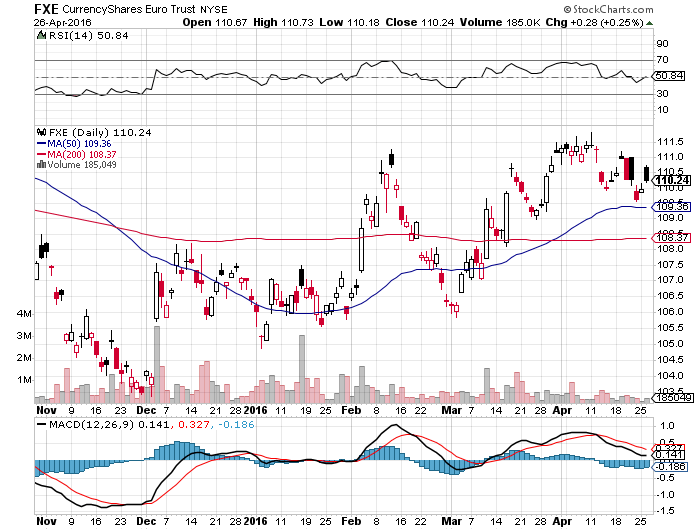 FXE CurrencyShares Euro Trust NYSE © StockCharts.com
26-Apr-2016 Open 110.67 High 110.73 Low 110.18 Close 110.24 Volume 185.0K Chg +0.28 (+0.25%)
RSI(14) 50.84
90
70
50.84
30
10
FXE (Daily) 110.24
MA(50) 109.36
MA(200) 108.37
Volume 185,049
111.5
111.0
110.24
110.0
109.36
109.0
108.37
108.0
107.5
107.0
106.5
106.0
105.5
105.0
104.5
104.0
103.5
4M
3M
2M
1M
185049
Nov 9 16 23 Dec 7 14 21 28 2016 11 19 25 Feb 8 16 22 Mar 7 14 21 28 Apr 11 18 25
MACD(12,26,9) 0.141, 0.327, -0.186
1.0
0.5
0.327
0.141
-0.186
-0.5
-1.0
Nov 9 16 23 Dec 7 14 21 28 2016 11 19 25 Feb 8 16 22 Mar 7 14 21 28 Apr 11 18 25